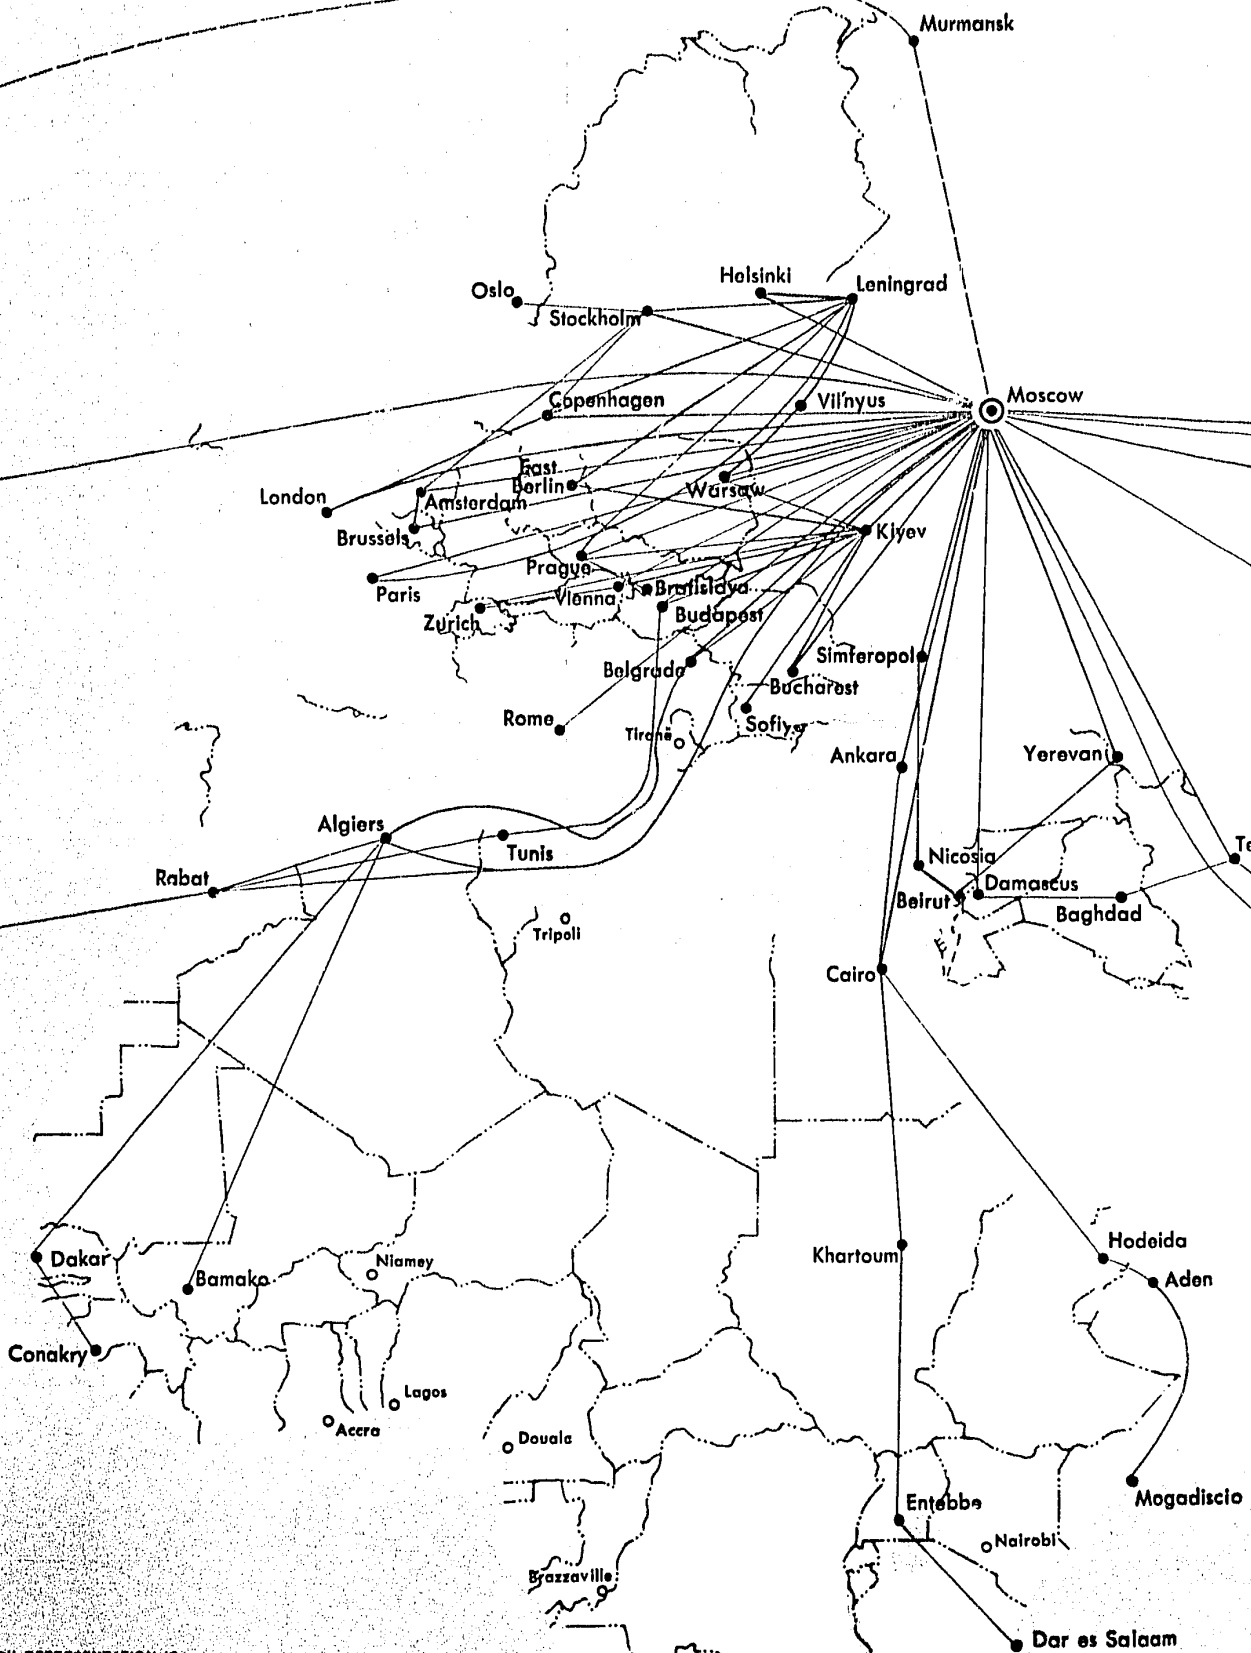 Murmansk
Helsinki
Leningrad
Oslo
Stockholm
Moscow
Copenhagen
Vil'nyus
East
Berlin
Warsaw
London
Amsterdam
Brussels
Kiyev
Prague
Paris
Vienna
Bratislava
Zurich
Budapest
Belgrade
Simferopol
Bucharest
Rome
Sofiya
Tiranë
Ankara
Yerevan
Algiers
Tunis
Te
Rabat
Nicosia
Damascus
Beirut
Baghdad
Tripoli
Cairo
Khartoum
Hodeida
Dakar
Niamey
Aden
Bamako
Conakry
Lagos
Accra
Douala
Mogadiscio
Entebbe
Nairobi
Brazzaville
Dar es Salaam